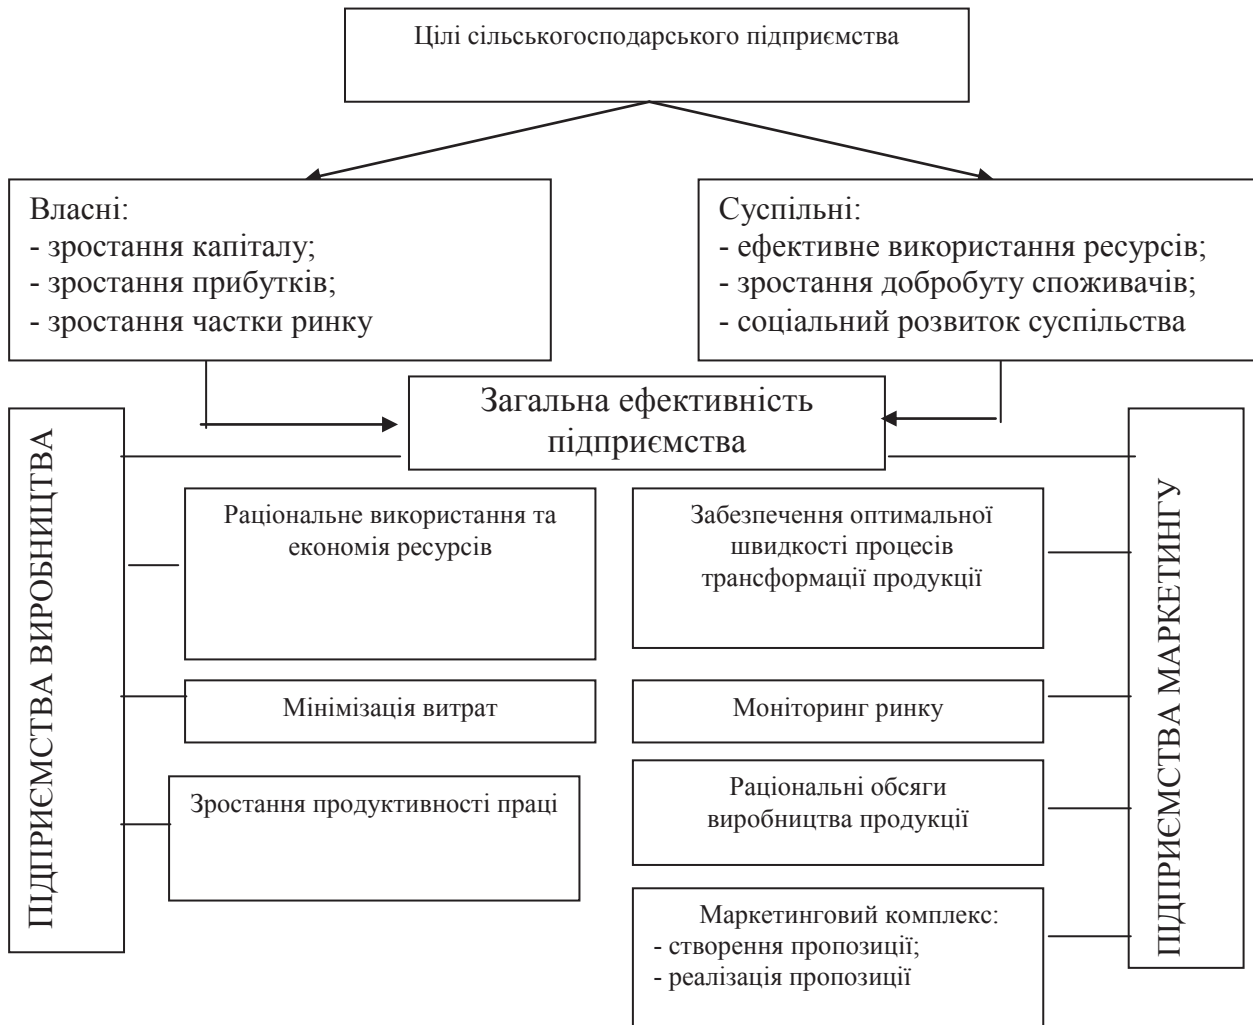 Цілі сільськогосподарського підприємства
Власні:
- зростання капіталу;
- зростання прибутків;
- зростання частки ринку
Суспільні:
- ефективне використання ресурсів;
- зростання добробуту споживачів;
- соціальний розвиток суспільства
Загальна ефективність
підприємства
ПІДПРИЄМСТВА ВИРОБНИЦТВА
Раціональне використання та
економія ресурсів
Мінімізація витрат
Зростання продуктивності праці
Забезпечення оптимальної
швидкості процесів
трансформації продукції
Моніторинг ринку
Раціональні обсяги
виробництва продукції
Маркетинговий комплекс:
- створення пропозиції;
- реалізація пропозиції
ПІДПРИЄМСТВА МАРКЕТИНГУ